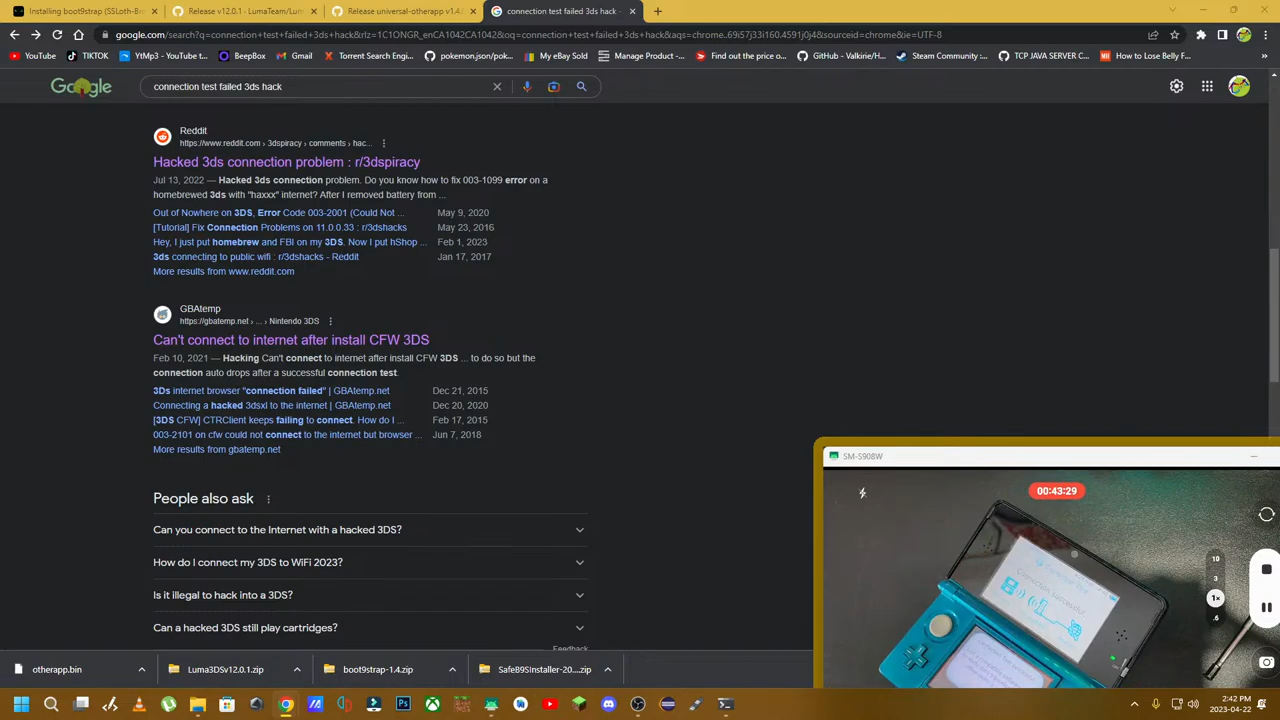 Installing boot9strap (SSLoth-Br
Release v12.0.1 · LumaTeam/Lum
Release universal-otherapp v1.4
connection test failed 3ds hack -
google.com/search?q=connection+test+failed+3ds+hack&rlz=1C1ONGR_enCA1042CA1042&oq=connection+test+failed+3ds+hack&aqs=chrome..69i57j33i160.4591j0j4&sourceid=chrome&ie=UTF-8
YouTube
TIKTOK
YtMp3 - YouTube t...
BeepBox
Gmail
Torrent Search Engi...
pokemon.json/pok...
My eBay Sold
Manage Product -...
Find out the price o...
GitHub - Valkirie/H...
Steam Community :...
TCP JAVA SERVER C...
How to Lose Belly F...
Google
connection test failed 3ds hack
Reddit
https://www.reddit.com › 3dspiracy › comments › hac...
Hacked 3ds connection problem : r/3dspiracy
Jul 13, 2022 — Hacked 3ds connection problem. Do you know how to fix 003-1099 error on a
homebrewed 3ds with "haxxx" internet? After I removed battery from ...
Out of Nowhere on 3DS, Error Code 003-2001 (Could Not ...
May 9, 2020
[Tutorial] Fix Connection Problems on 11.0.0.33 : r/3dshacks
May 23, 2016
Hey, I just put homebrew and FBI on my 3DS. Now I put hShop ...
Feb 1, 2023
3ds connecting to public wifi : r/3dshacks - Reddit
Jan 17, 2017
More results from www.reddit.com
GBAtemp
https://gbatemp.net › ... › Nintendo 3DS
Can't connect to internet after install CFW 3DS
Feb 10, 2021 — Hacking Can't connect to internet after install CFW 3DS ... to do so but the
connection auto drops after a successful connection test.
3Ds internet browser "connection failed" | GBAtemp.net
Dec 21, 2015
Connecting a hacked 3dsxl to the internet | GBAtemp.net
Dec 20, 2020
[3DS CFW] CTRClient keeps failing to connect. How do I ...
Feb 17, 2015
003-2101 on cfw could not connect to the internet but browser ...
Jun 7, 2018
More results from gbatemp.net
People also ask
Can you connect to the Internet with a hacked 3DS?
How do I connect my 3DS to WiFi 2023?
Is it illegal to hack into a 3DS?
Can a hacked 3DS still play cartridges?
Feedback
SM-S908W
00:43:29
10
3
1×
.6
Connection successful!
otherapp.bin
Luma3DSv12.0.1.zip
boot9strap-1.4.zip
SafeB9SInstaller-20....zip
2:42 PM
2023-04-22